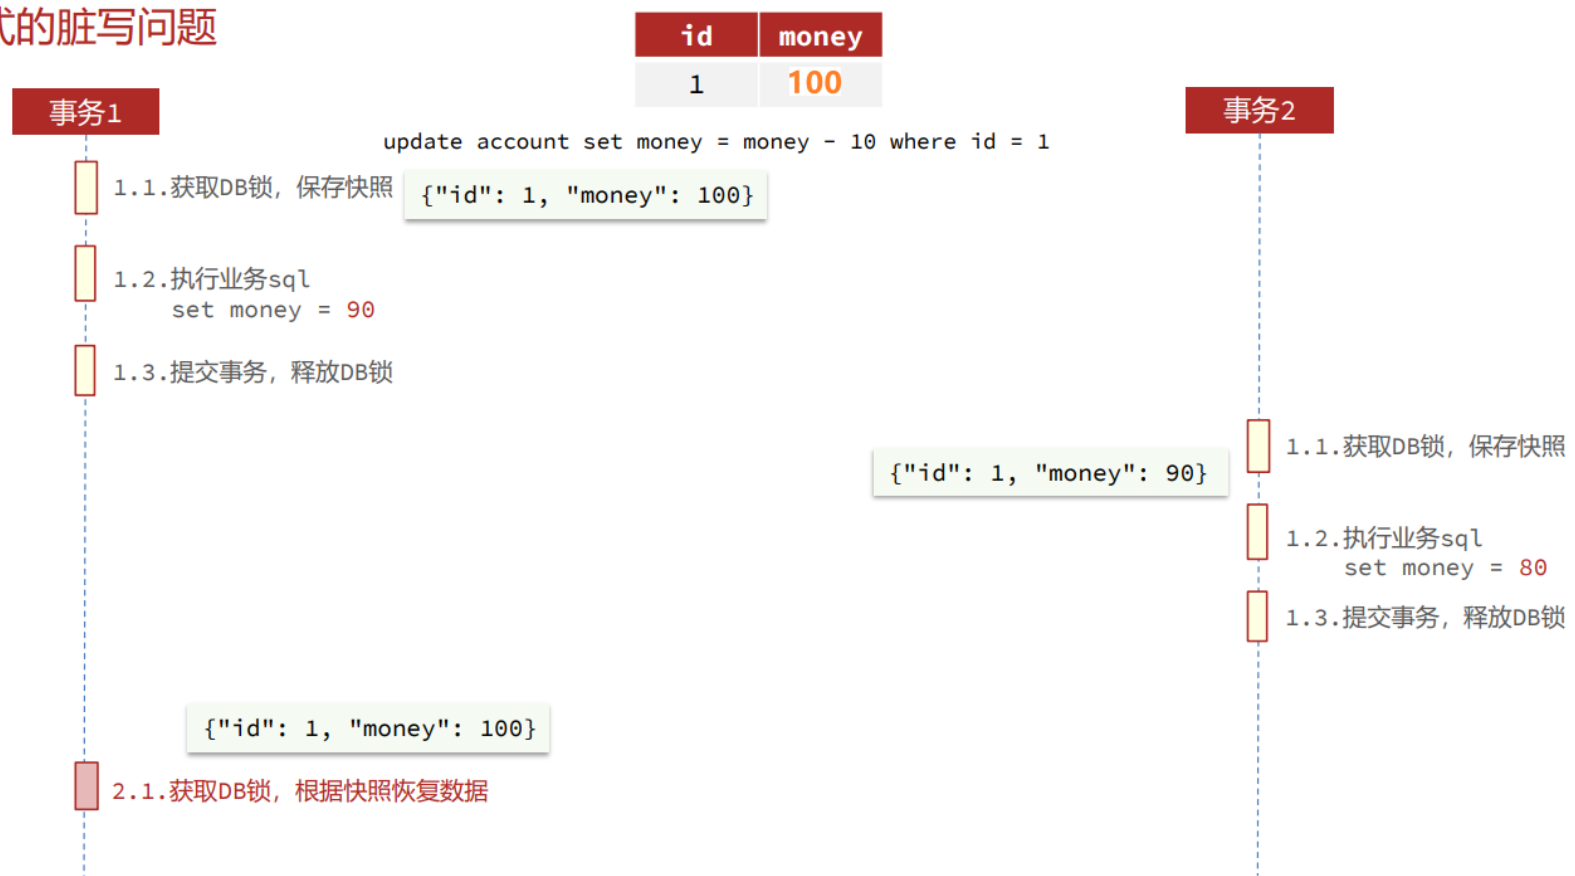 式的脏写问题
id money
1 100
事务1
事务2
update account set money = money - 10 where id = 1
1.1.获取DB锁，保存快照
{"id": 1, "money": 100}
1.2.执行业务sql
set money = 90
1.3.提交事务，释放DB锁
1.1.获取DB锁，保存快照
{"id": 1, "money": 90}
1.2.执行业务sql
set money = 80
1.3.提交事务，释放DB锁
{"id": 1, "money": 100}
2.1.获取DB锁，根据快照恢复数据